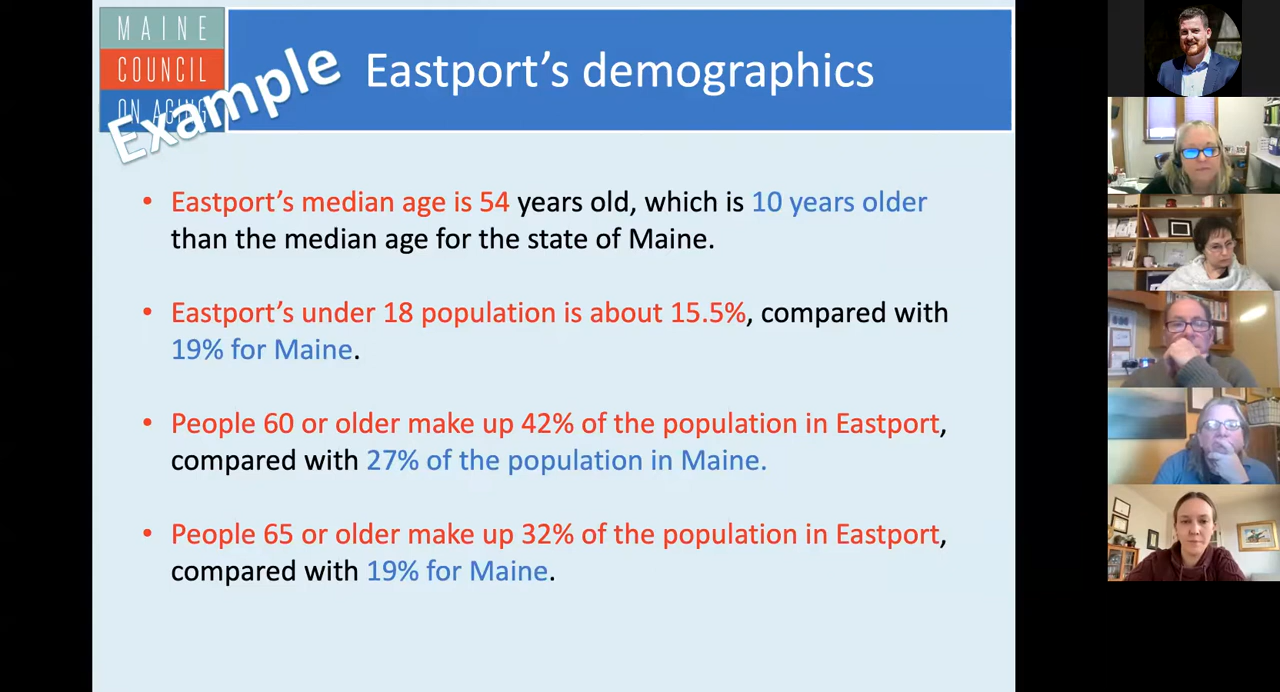 MAINE
COUNCIL
ON AGING
Example
Eastport’s demographics
• Eastport’s median age is 54 years old, which is 10 years older
than the median age for the state of Maine.
• Eastport’s under 18 population is about 15.5%, compared with
19% for Maine.
• People 60 or older make up 42% of the population in Eastport,
compared with 27% of the population in Maine.
• People 65 or older make up 32% of the population in Eastport,
compared with 19% for Maine.